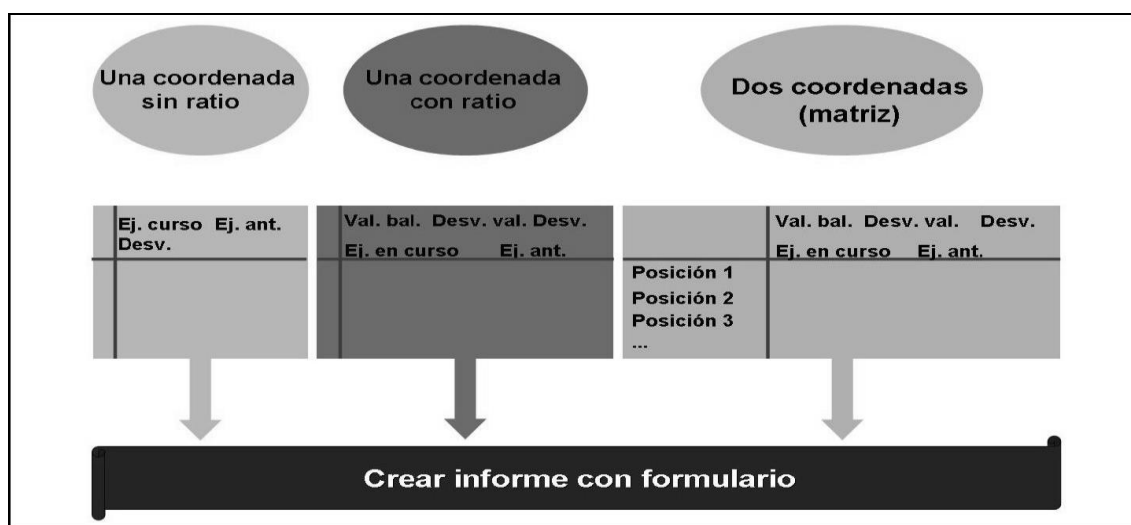 Una coordenada
sin ratio
Una coordenada
con ratio
Dos coordenadas
(matriz)
Ej. curso Ej. ant.
Desv.
Val. bal. Desv. val. Desv.
Ej. en curso Ej. ant.
Val. bal. Desv. val. Desv.
Ej. en curso Ej. ant.
Posición 1
Posición 2
Posición 3
...
Crear informe con formulario